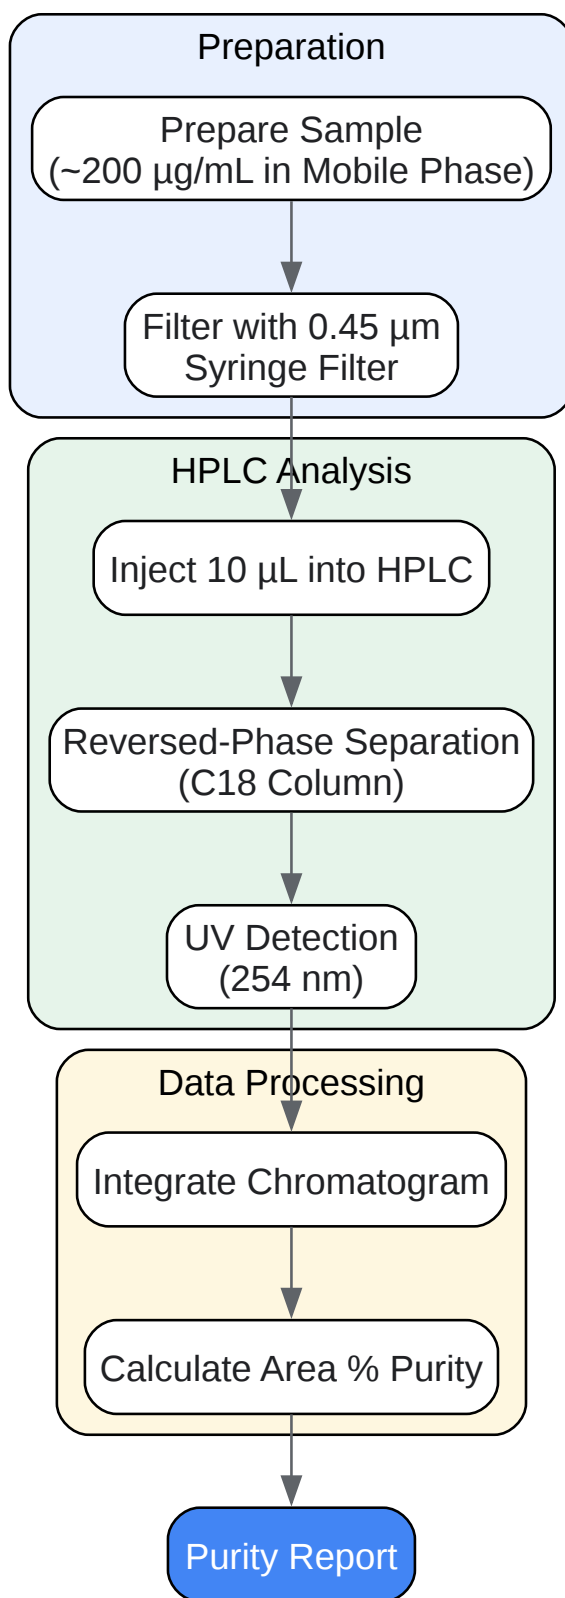 Preparation
Prepare Sample
(~200 µg/mL in Mobile Phase)
Filter with 0.45 µm
Syringe Filter
HPLC Analysis
Inject 10 µL into HPLC
Reversed-Phase Separation
(C18 Column)
UV Detection
(254 nm)
Data Processing
Integrate Chromatogram
Calculate Area % Purity
Purity Report